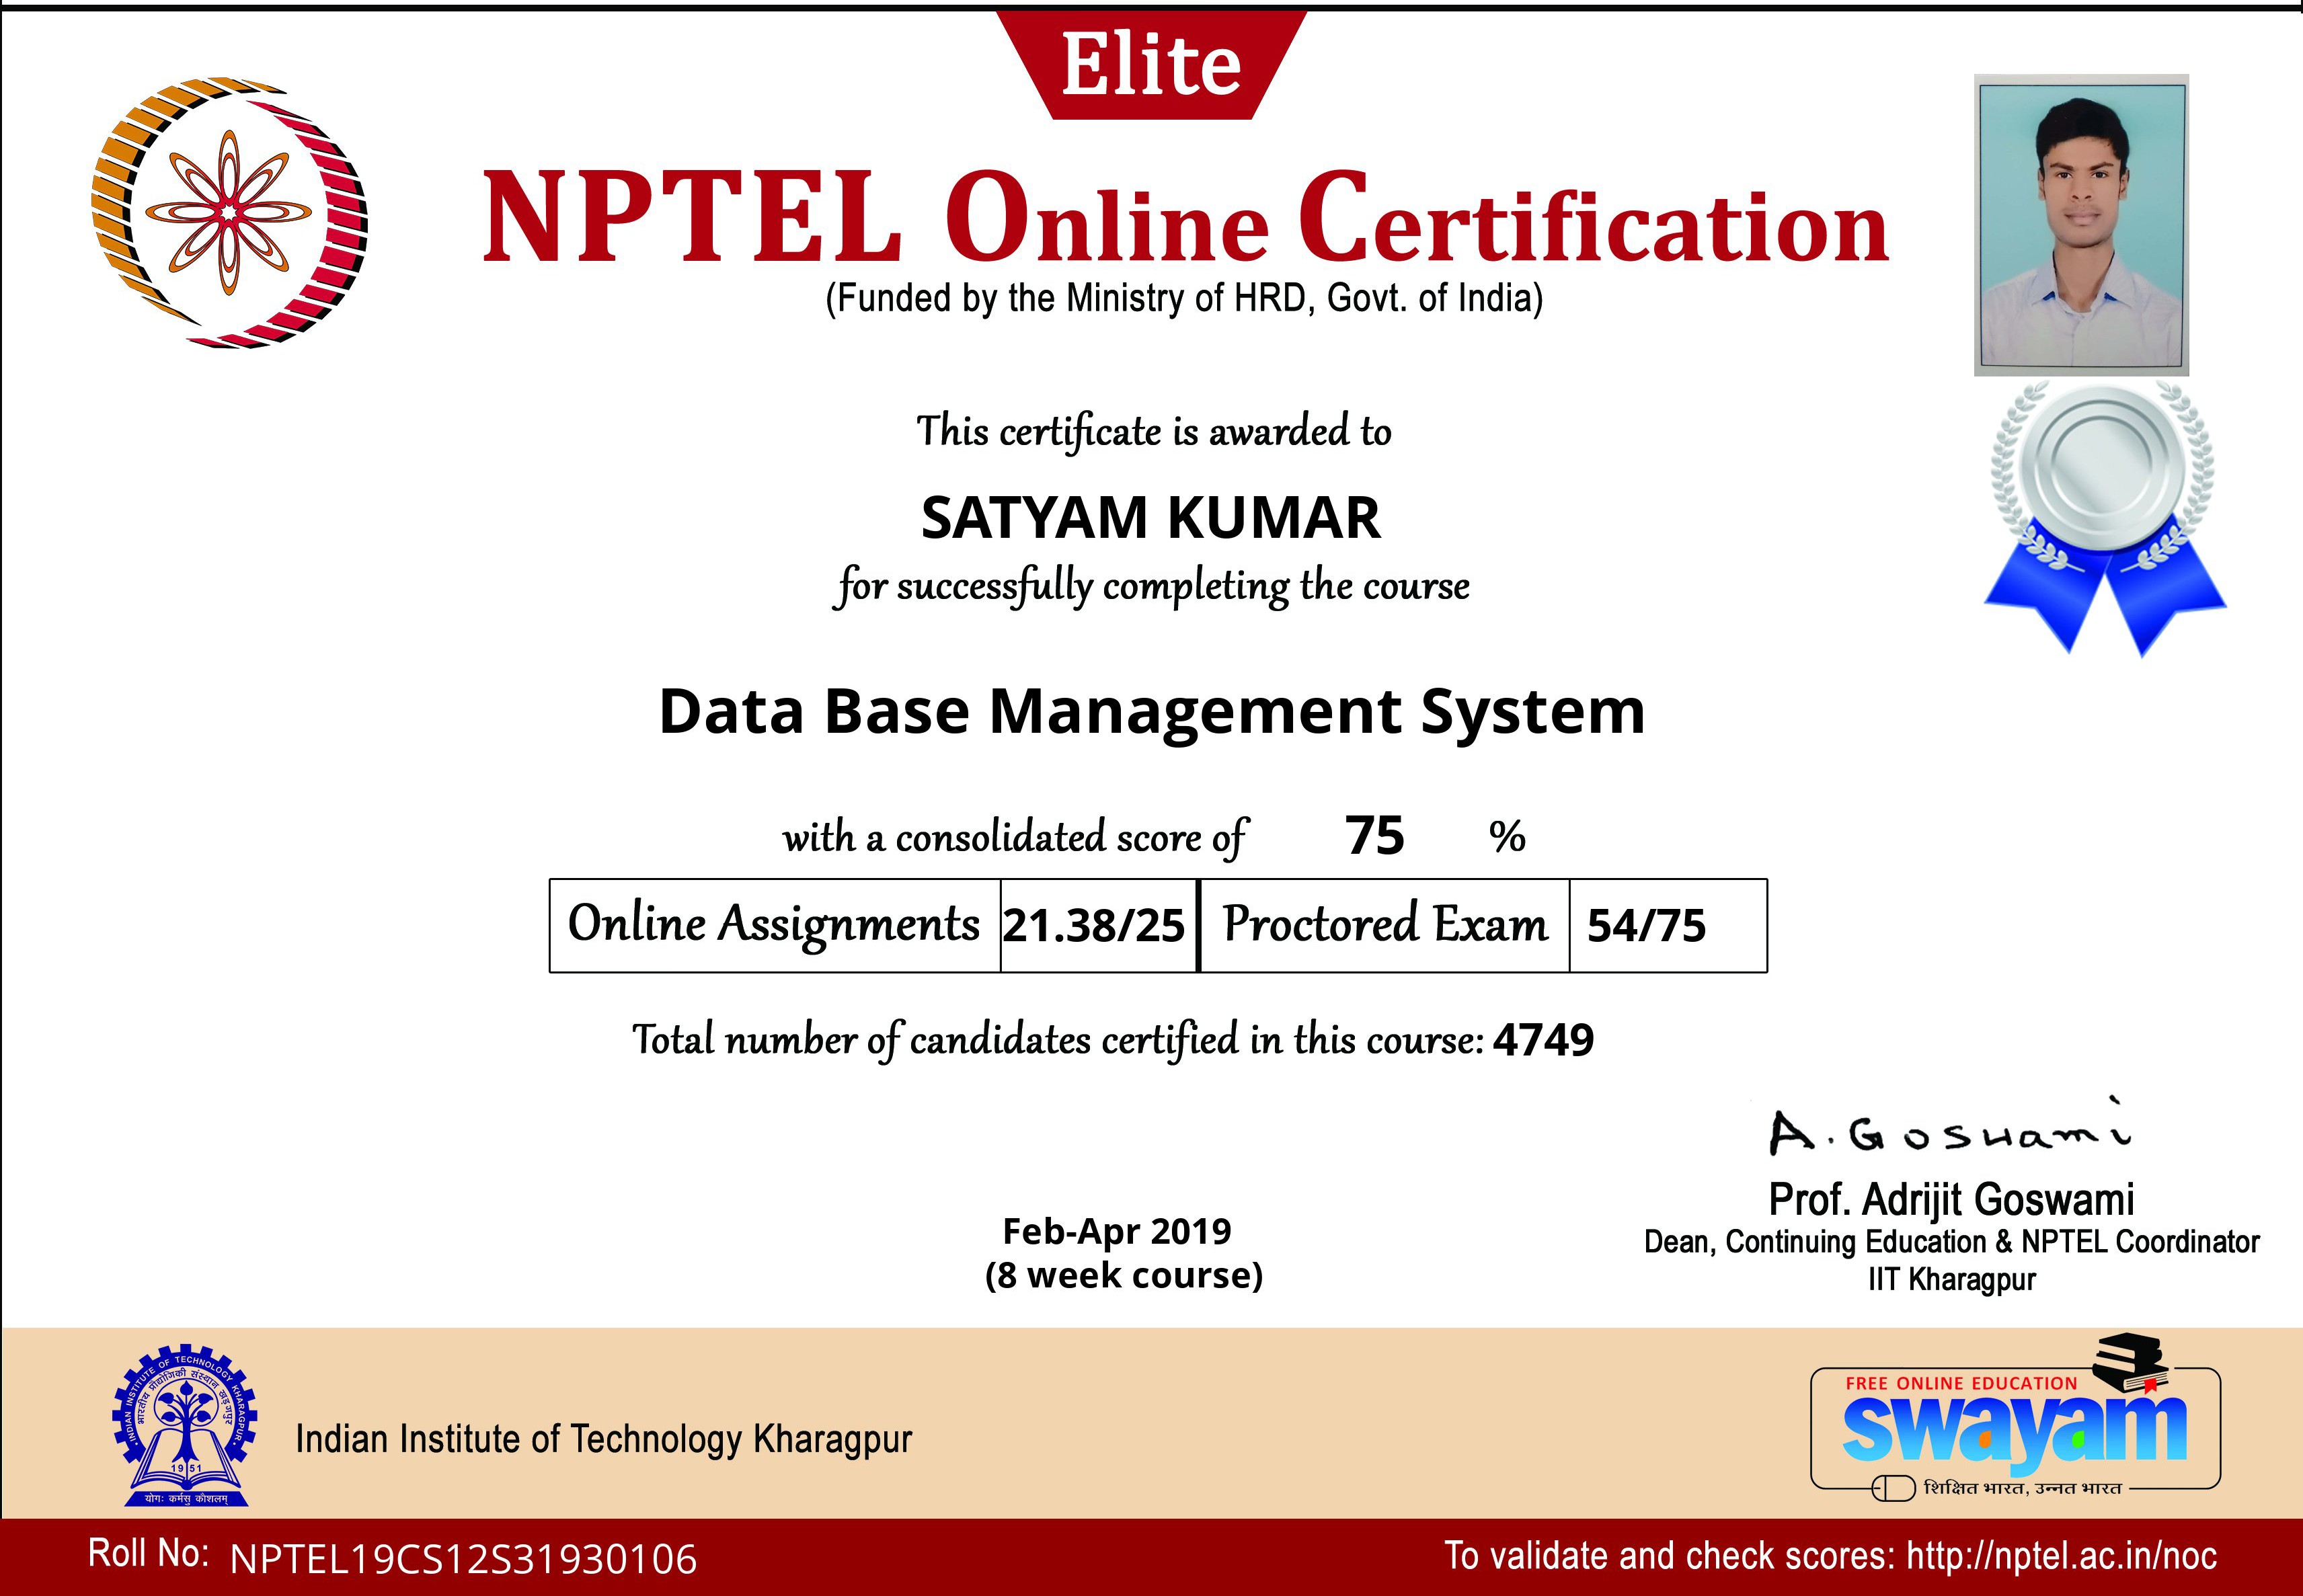 Elite
NPTEL Online Certification
(Funded by the Ministry of HRD, Govt. of India)
This certificate is awarded to
SATYAM KUMAR
for successfully completing the course
Data Base Management System
with a consolidated score of 75 %
Online Assignments 21.38/25 Proctored Exam 54/75
Total number of candidates certified in this course: 4749
A. Goswami
Prof. Adrijit Goswami
Dean, Continuing Education & NPTEL Coordinator
IIT Kharagpur
Feb-Apr 2019
(8 week course)
INDIAN INSTITUTE OF TECHNOLOGY KHARAGPUR
भारतीय प्रौद्योगिकी संस्थान खड़गपुर
1951
योगः कर्मसु कौशलम्
Indian Institute of Technology Kharagpur
FREE ONLINE EDUCATION
swayam
शिक्षित भारत, उन्नत भारत
Roll No: NPTEL19CS12S31930106
To validate and check scores: http://nptel.ac.in/noc